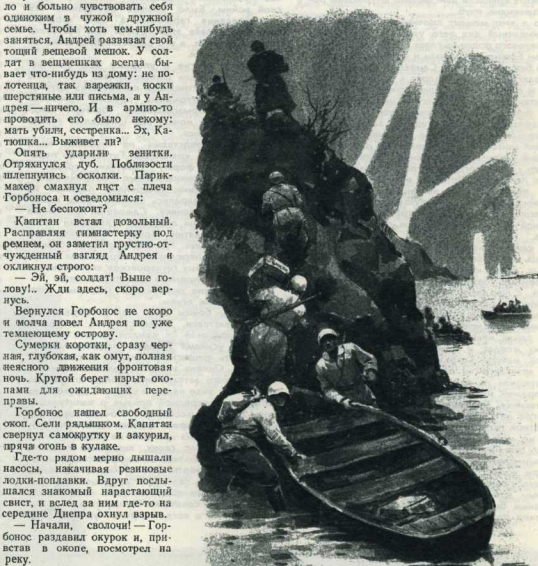 ло и больно чувствовать себя
одиноким в чужой дружной
семье. Чтобы хоть чем-нибудь
заняться, Андрей развязал свой
тощий вещевой мешок. У сол-
дат в вещмешках всегда бы-
вает что-нибудь из дому: не по-
лотенца, так варежки, носки
шерстяные или письма, а у Ан-
дрея — ничего. И в армию-то
проводить его было некому:
мать убили, сестренка... Эх, Ка-
тюшка... Выживет ли?
Опять ударили зенитки.
Отряхнулся дуб. Поблизости
шлепнулись осколки. Парик-
махер смахнул лист с плеча
Горбоноса и осведомился:
— Не беспокоит?
Капитан встал довольный.
Расправляя гимнастерку под
ремнем, он заметил грустно-от-
чужденный взгляд Андрея и
окликнул строго:
— Эй, эй, солдат! Выше го-
лову!.. Жди здесь, скоро вер-
нусь.
Вернулся Горбонос не скоро
и молча повел Андрея по уже
темнеющему острову.
Сумерки коротки, сразу чер-
ная, глубокая, как омут, полная
неясного движения фронтовая
ночь. Крутой берег изрыт око-
пами для ожидающих пере-
правы.
Горбонос нашел свободный
окоп. Сели рядышком. Капитан
свернул самокрутку и закурил,
пряча огонь в кулаке.
Где-то рядом мерно дышали
насосы, накачивая резиновые
лодки-поплавки. Вдруг послы-
шался знакомый нарастающий
свист, и вслед за ним где-то на
середине Днепра охнул взрыв.
— Начали, сволочи! — Гор-
бонос раздавил окурок и, при-
встав в окопе, посмотрел на
реку.